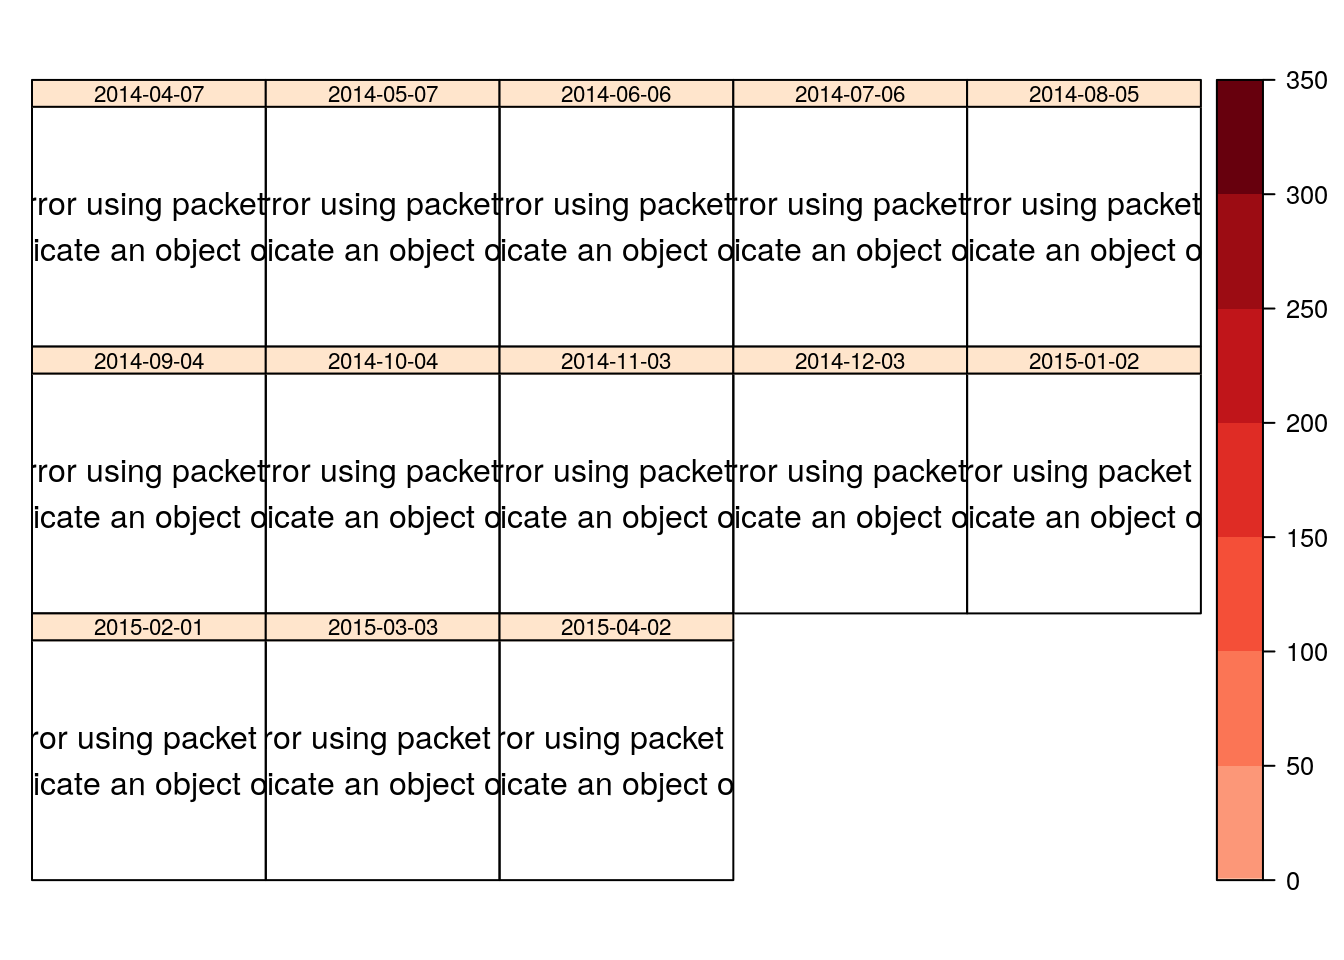 2014-04-07 2014-05-07 2014-06-06 2014-07-06 2014-08-05
rror using packet rror using packet rror using packet rror using packet rror using packet
icate an object o icate an object o icate an object o icate an object o icate an object o
2014-09-04 2014-10-04 2014-11-03 2014-12-03 2015-01-02
rror using packet rror using packet rror using packet rror using packet ror using packet
icate an object o icate an object o icate an object o icate an object o icate an object o
2015-02-01 2015-03-03 2015-04-02
ror using packet ror using packet ror using packet
icate an object o icate an object o icate an object o
350
300
250
200
150
100
50
0